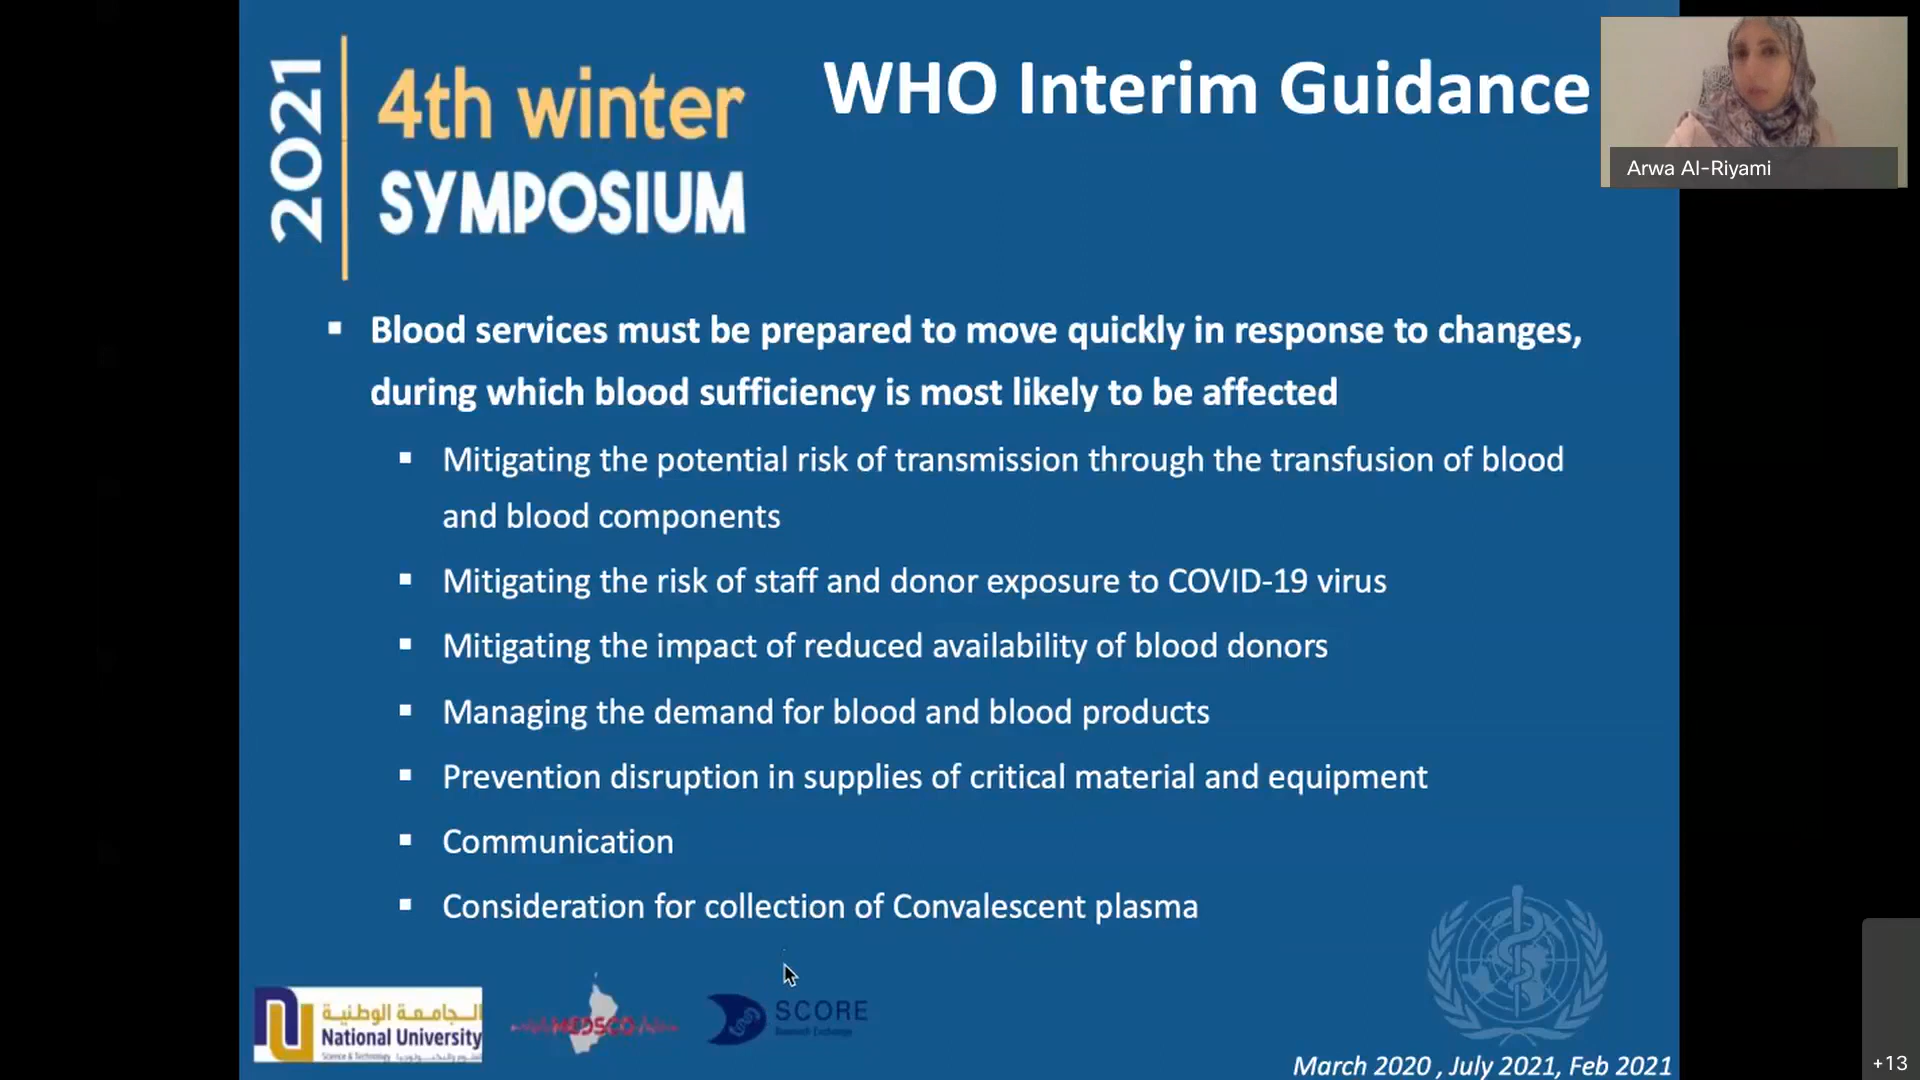 2021
4th winter
SYMPOSIUM
WHO Interim Guidance
Arwa Al-Riyami
▪ Blood services must be prepared to move quickly in response to changes,
during which blood sufficiency is most likely to be affected
▪ Mitigating the potential risk of transmission through the transfusion of blood
and blood components
▪ Mitigating the risk of staff and donor exposure to COVID-19 virus
▪ Mitigating the impact of reduced availability of blood donors
▪ Managing the demand for blood and blood products
▪ Prevention disruption in supplies of critical material and equipment
▪ Communication
▪ Consideration for collection of Convalescent plasma
الجامعة الوطنية
National University
Science & Technology
MEDSCO
SCORE
Research Exchange
March 2020 , July 2021, Feb 2021
+13